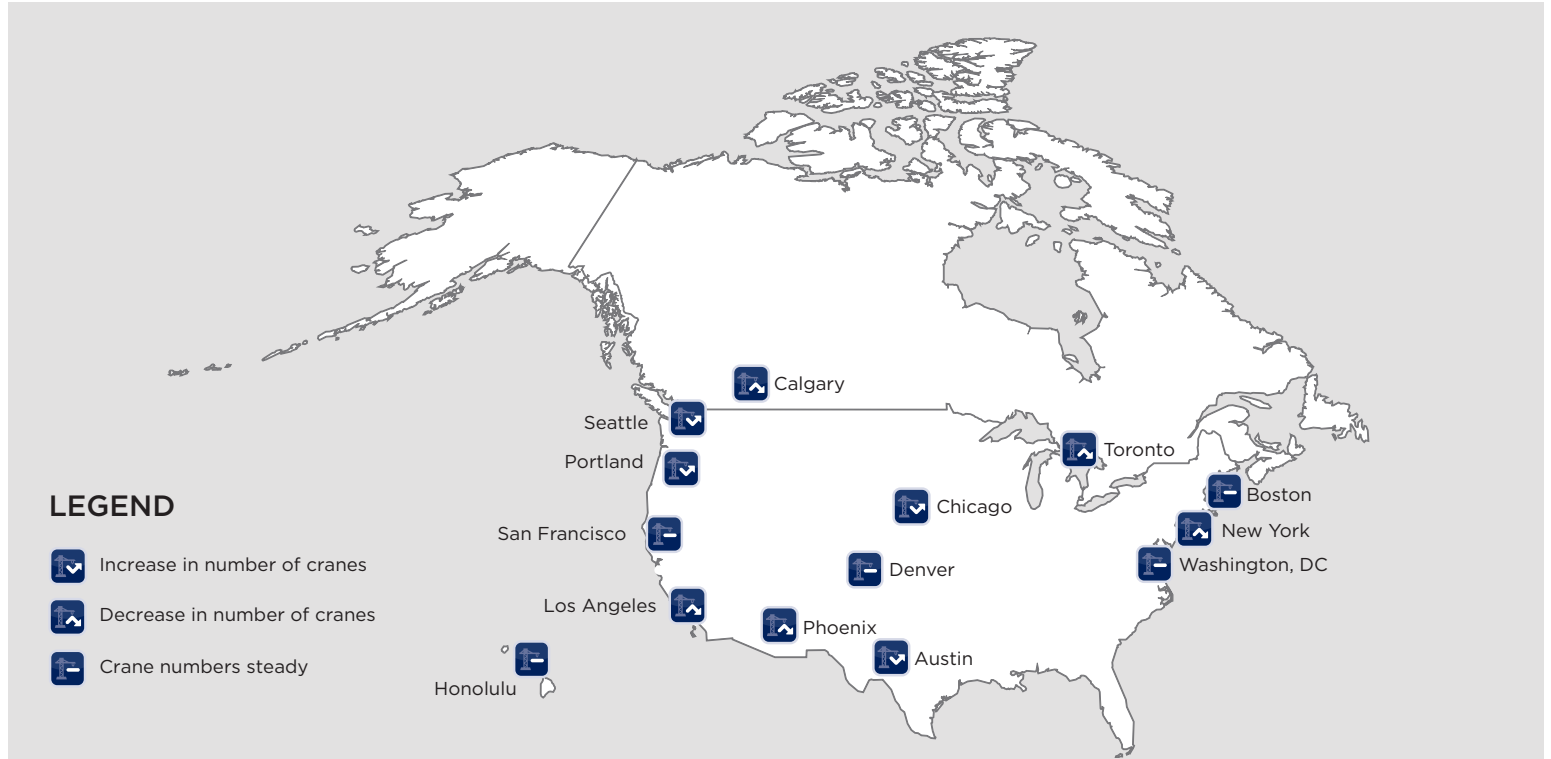 Calgary
Seattle
Toronto
Portland
Boston
LEGEND
Chicago
New York
San Francisco
Increase in number of cranes
Denver
Washington, DC
Los Angeles
Decrease in number of cranes
Phoenix
Austin
Crane numbers steady
Honolulu